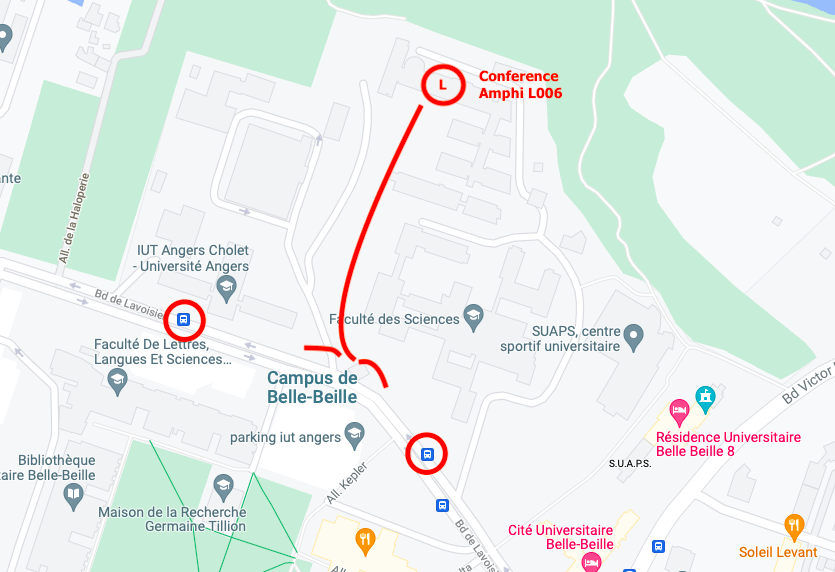 L
Conference
Amphi L006
ante
All. de la Haloperie
IUT Angers Cholet
- Université Angers
Bd de Lavoisie
Faculté des Sciences
SUAPS, centre
sportif universitaire
Faculté De Lettres,
Langues Et Sciences...
Campus de
Belle-Beille
Bd Victor
parking iut angers
Résidence Universitaire
Belle Beille 8
S.U.A.P.S.
Bibliothèque
taire Belle-Beille
All. Kepler
Maison de la Recherche
Germaine Tillion
Bd de Lavois
Cité Universitaire
Belle-Beille
Soleil Levant